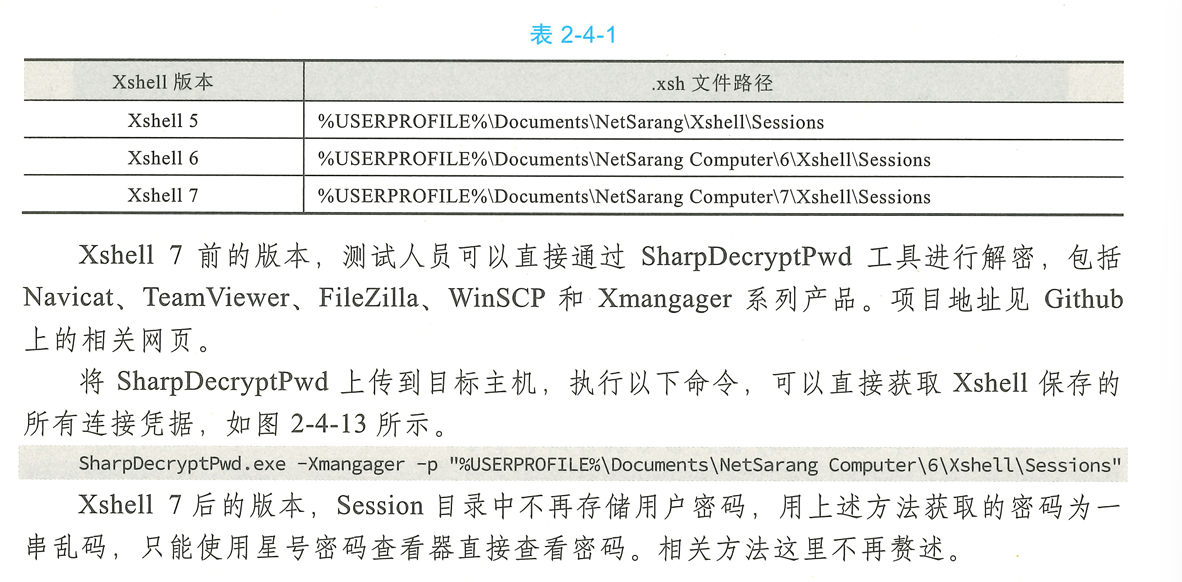 表 2-4-1
Xshell 版本 .xsh 文件路径
Xshell 5 %USERPROFILE%\Documents\NetSarang\Xshell\Sessions
Xshell 6 %USERPROFILE%\Documents\NetSarang Computer\6\Xshell\Sessions
Xshell 7 %USERPROFILE%\Documents\NetSarang Computer\7\Xshell\Sessions
Xshell 7 前的版本，测试人员可以直接通过 SharpDecryptPwd 工具进行解密，包括
Navicat、TeamViewer、FileZilla、WinSCP 和 Xmangager 系列产品。项目地址见 Github
上的相关网页。
将 SharpDecryptPwd 上传到目标主机，执行以下命令，可以直接获取 Xshell 保存的
所有连接凭据，如图 2-4-13 所示。
SharpDecryptPwd.exe -Xmangager -p "%USERPROFILE%\Documents\NetSarang Computer\6\Xshell\Sessions"
Xshell 7 后的版本，Session 目录中不再存储用户密码，用上述方法获取的密码为一
串乱码，只能使用星号密码查看器直接查看密码。相关方法这里不再赘述。